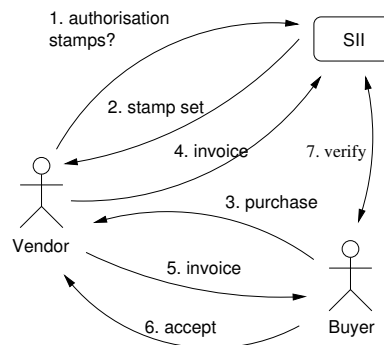 1. authorisation
stamps?
SII
2. stamp set
4. invoice
7. verify
3. purchase
Vendor
5. invoice
6. accept
Buyer